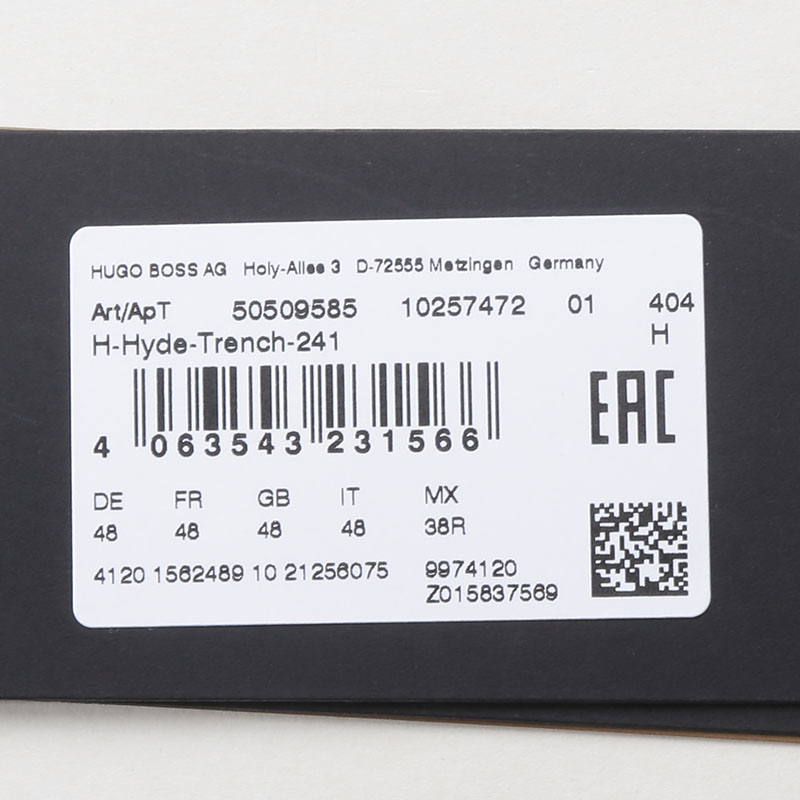 HUGO BOSS AG Holy-Allee 3 D-72555 Metzingen Germany
Art/ApT 50509585 10257472 01 404
H-Hyde-Trench-241 H
EAC
4 063543 231566
DE FR GB IT MX
48 48 48 48 38R
4120 1562489 10 21256075 9974120
Z015837569